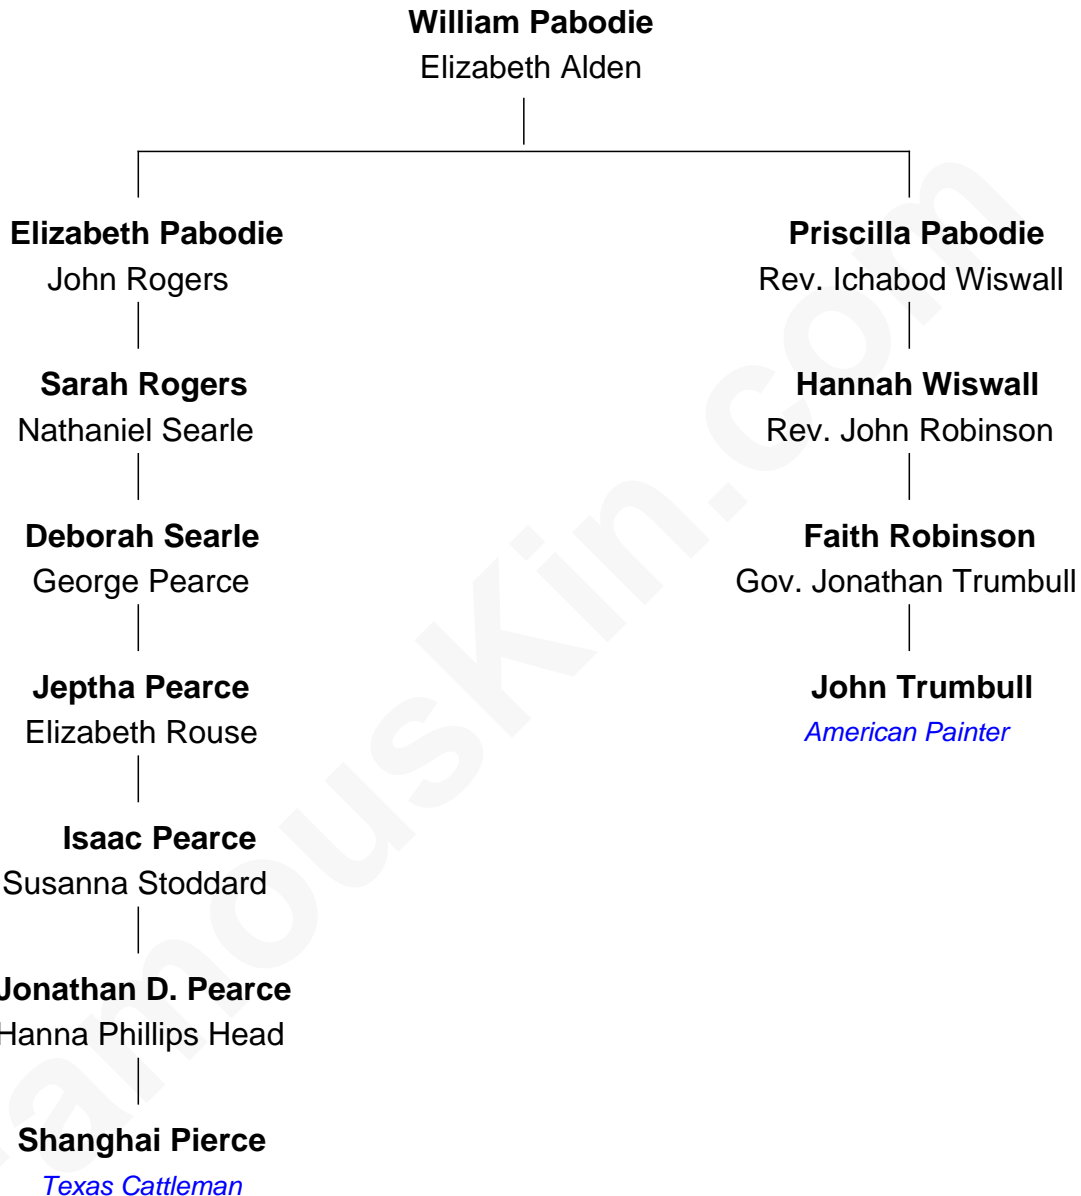 William Pabodie
Elizabeth Alden
Elizabeth Pabodie
John Rogers
Sarah Rogers
Nathaniel Searle
Deborah Searle
George Pearce
Jeptha Pearce
Elizabeth Rouse
Isaac Pearce
Susanna Stoddard
Jonathan D. Pearce
Hanna Phillips Head
Shanghai Pierce
Texas Cattleman
Priscilla Pabodie
Rev. Ichabod Wiswall
Hannah Wiswall
Rev. John Robinson
Faith Robinson
Gov. Jonathan Trumbull
John Trumbull
American Painter
famouskin.com